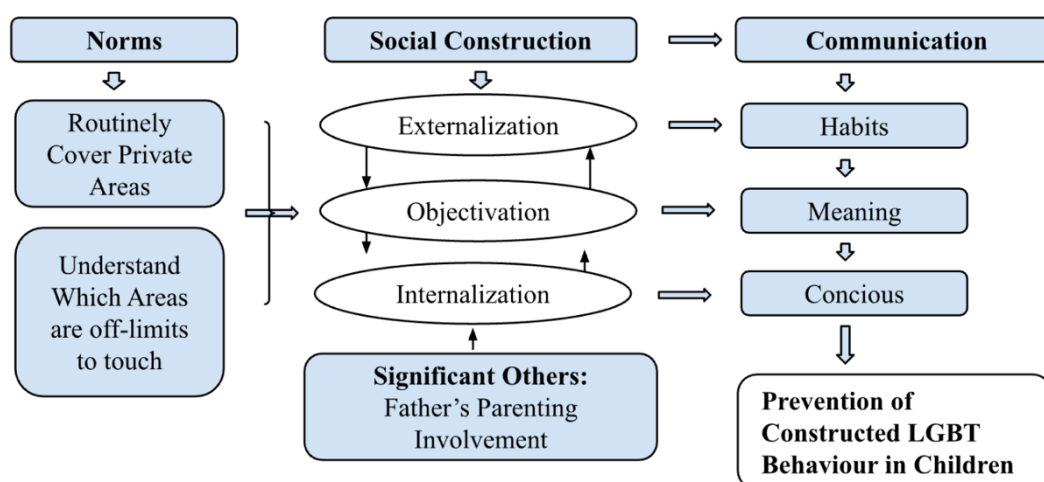 Norms
Routinely
Cover Private
Areas
Understand
Which Areas
are off-limits
to touch
Social Construction
Externalization
Objectivation
Internalization
Significant Others:
Father's Parenting
Involvement
Communication
Habits
Meaning
Concious
Prevention of
Constructed LGBT
Behaviour in Children